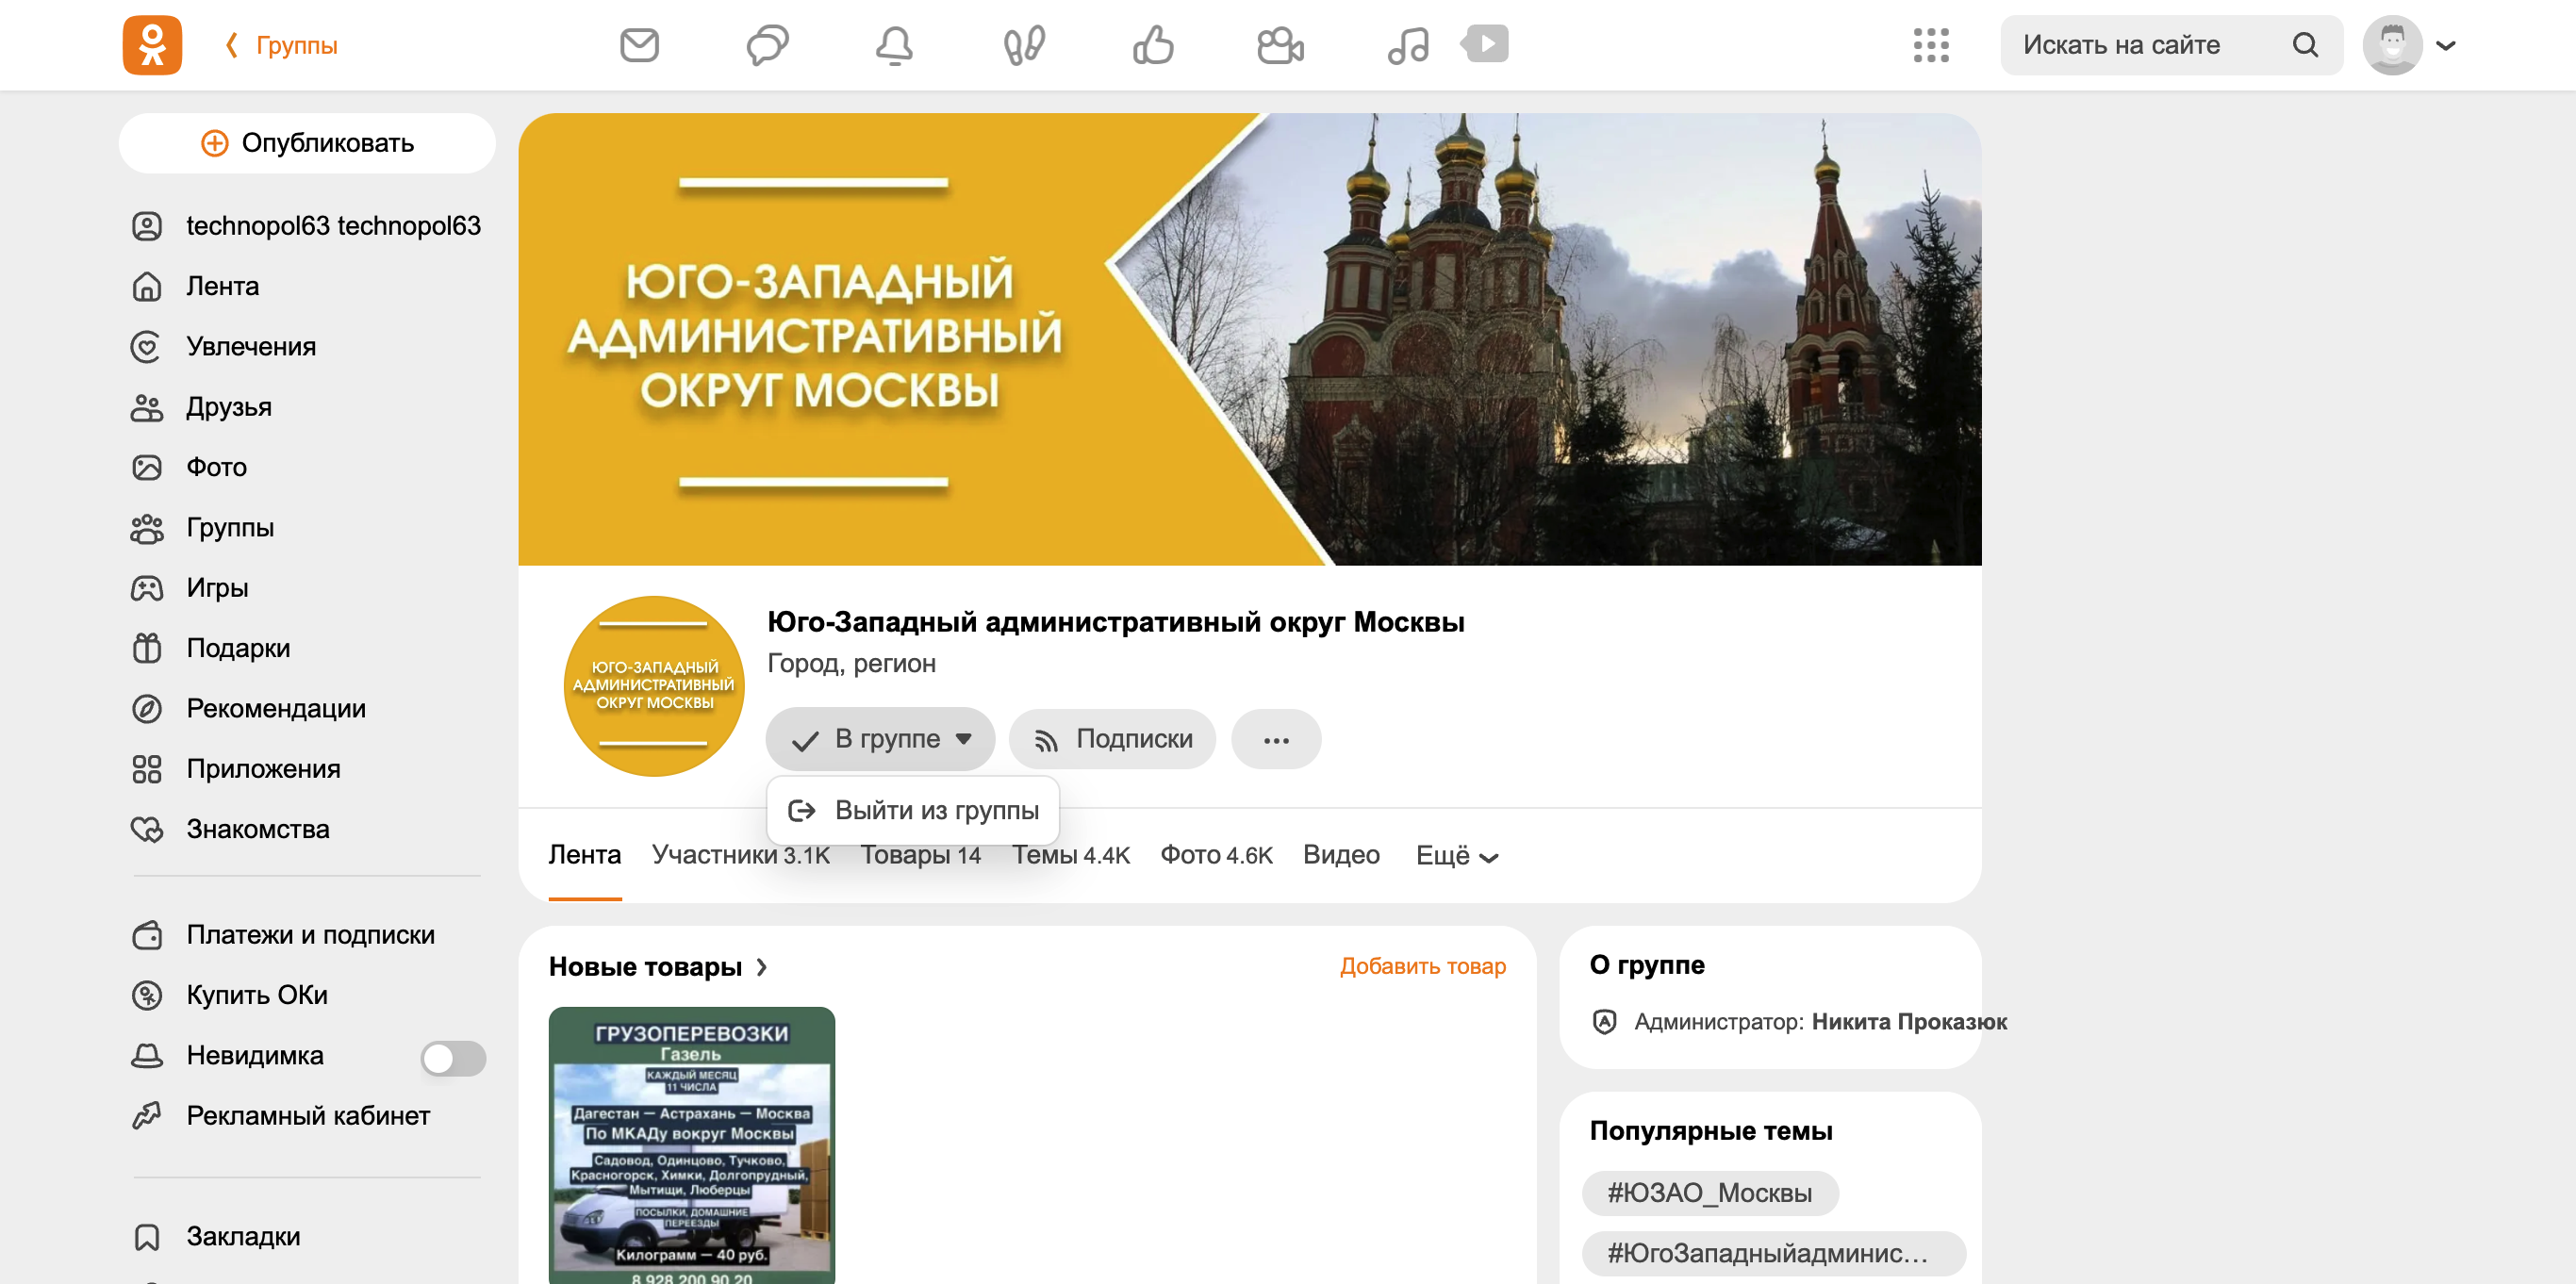 Группы
Искать на сайте
Опубликовать
technopol63 technopol63
Лента
Увлечения
Друзья
Фото
Группы
Игры
Подарки
Рекомендации
Приложения
Знакомства
Платежи и подписки
Купить ОКи
Невидимка
Рекламный кабинет
Закладки
ЮГО-ЗАПАДНЫЙ
АДМИНИСТРАТИВНЫЙ
ОКРУГ МОСКВЫ
ЮГО-ЗАПАДНЫЙ
АДМИНИСТРАТИВНЫЙ
ОКРУГ МОСКВЫ
Юго-Западный административный округ Москвы
Город, регион
В группе
Подписки
Выйти из группы
Лента Участники 3.1K Товары 14 Темы 4.4K Фото 4.6K Видео Ещё
Новые товары
Добавить товар
ГРУЗОПЕРЕВОЗКИ
Газель
КАЖДЫЙ МЕСЯЦ
11 ЧИСЛА
Дагестан — Астрахань — Москва
По МКАДу вокруг Москвы
Садовод, Одинцово, Тучково,
Красногорск, Химки, Долгопрудный,
Мытищи, Люберцы
ПОСЫЛКИ, ДОМАШНИЕ
ПЕРЕЕЗДЫ
Килограмм — 40 руб.
8 928 200 90 20
О группе
Администратор: Никита Проказюк
Популярные темы
#ЮЗАО_Москвы
#ЮгоЗападныйадминис...